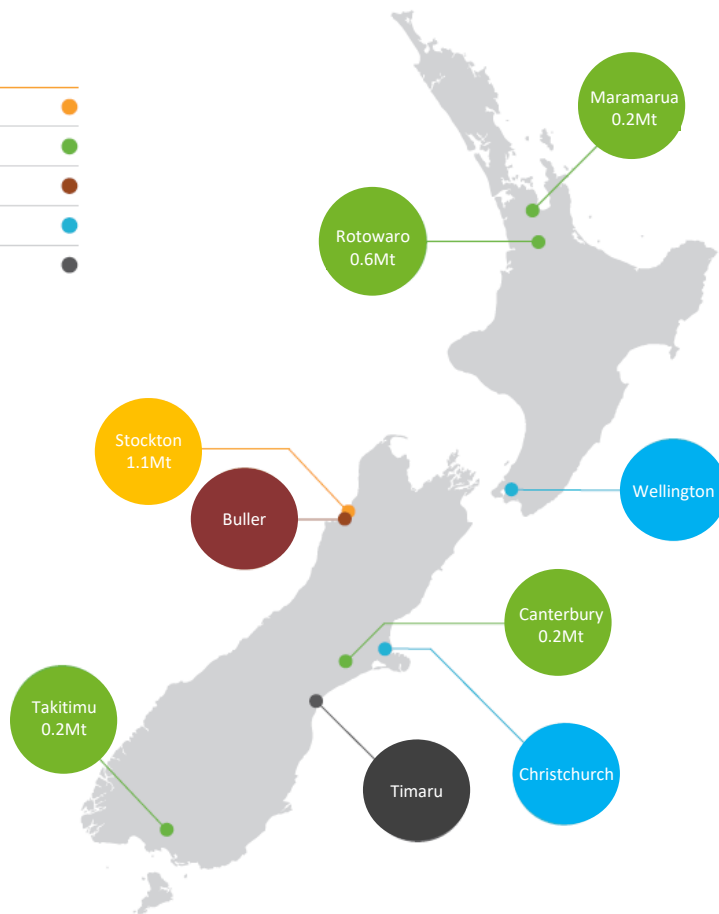 Maramarua
0.2Mt
Rotowaro
0.6Mt
Stockton
1.1Mt
Wellington
Buller
Canterbury
0.2Mt
Takitimu
0.2Mt
Christchurch
Timaru